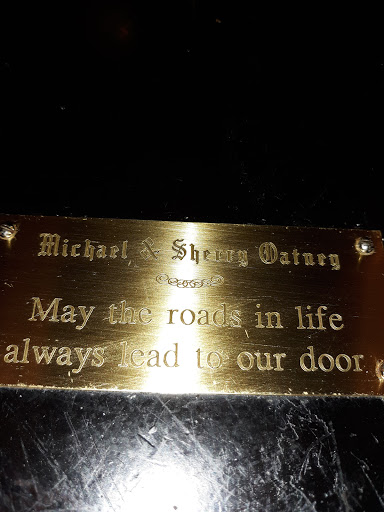 Michael & Sherry Oatney
May the roads in life
always lead to our door